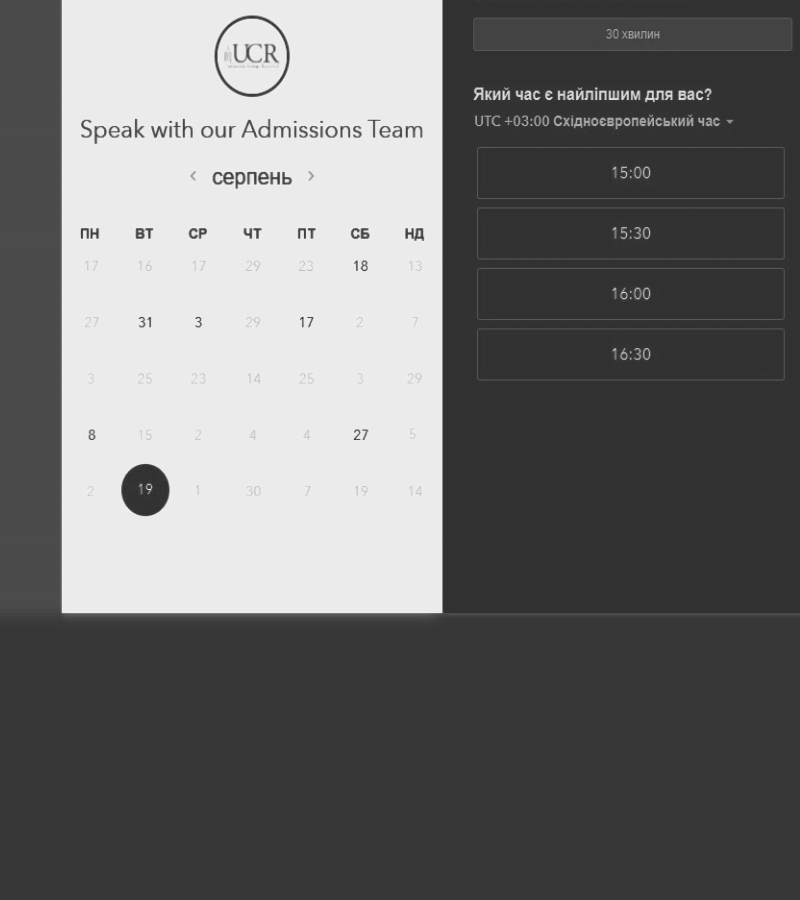 UCR
Speak with our Admissions Team
серпень
ПН ВТ СР ЧТ ПТ СБ НД
17 16 17 29 23 18 13
27 31 3 29 17 2 7
3 25 23 14 25 3 29
8 15 2 4 4 27 5
2 19 1 30 7 19 14
30 хвилин
Який час є найліпшим для вас?
UTC +03:00 Східноєвропейський час
15:00
15:30
16:00
16:30